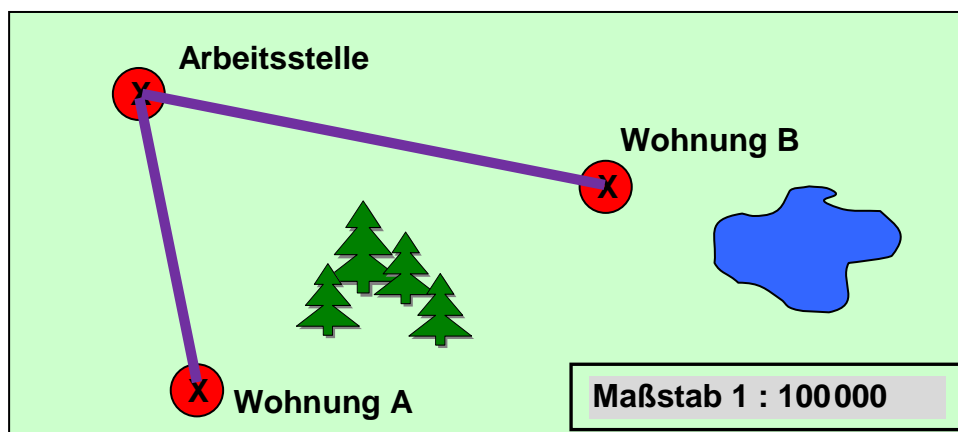 Arbeitsstelle
X
Wohnung B
X
X
Wohnung A
Maßstab 1 : 100000